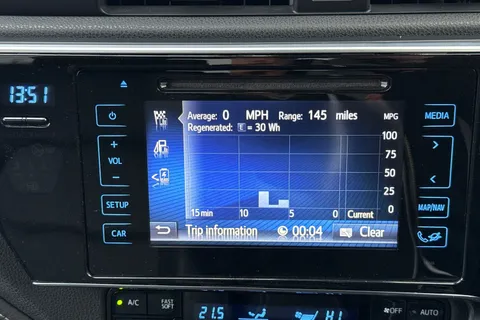 13:51
MEDIA
VOL
SETUP
CAR
MAP/NAV
Average: 0 MPH Range: 145 miles
Regenerated: E = 30 Wh
MPG
100
75
50
25
0
15 min 10 5 0 Current
Trip information 00:04 Clear
A/C
FAST SOFT
21.5
HI
OFF
AUTO